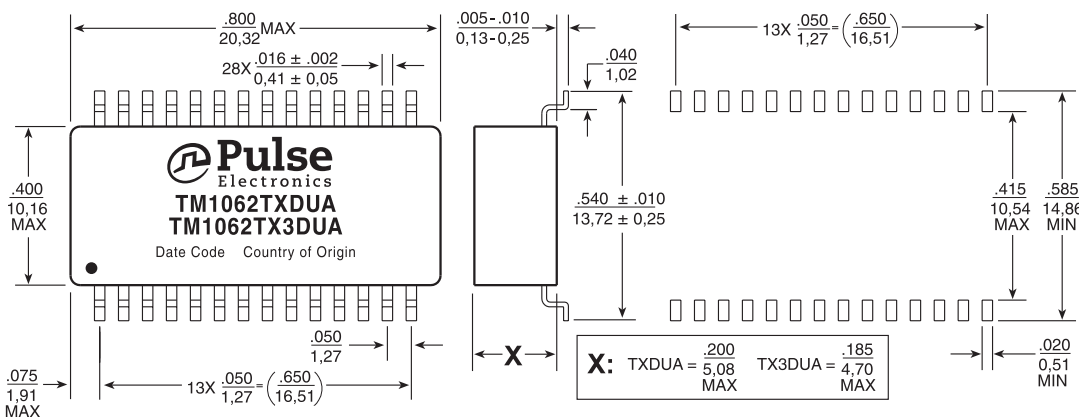 .800
20,32 MAX
28X .016 ± .002
0,41 ± 0,05
.400
10,16
MAX
Pulse
Electronics
TM1062TXDUA
TM1062TX3DUA
Date Code Country of Origin
.050
1,27
.075
1,91
MAX
13X .050 = (.650)
1,27 (16,51)
.005-.010
0,13-0,25
.040
1,02
.540 ± .010
13,72 ± 0,25
X
X: TXDUA = .200
5,08
MAX
TX3DUA = .185
4,70
MAX
13X .050 = (.650)
1,27 (16,51)
.415
10,54
MAX
.585
14,86
MIN
.020
0,51
MIN